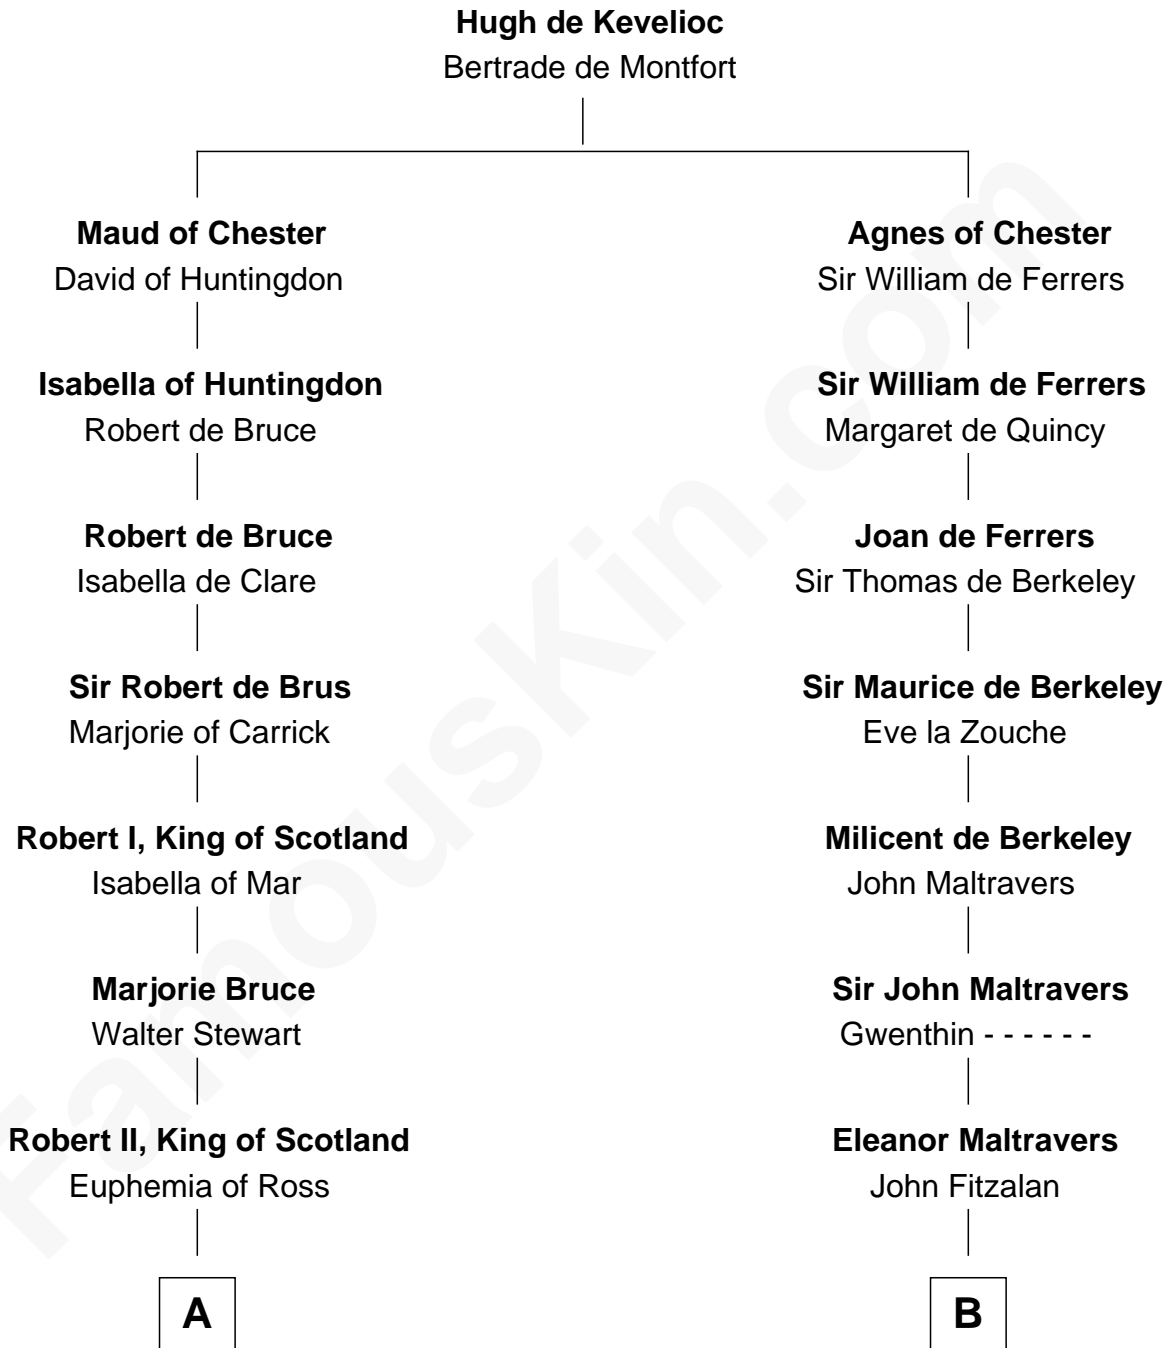 Hugh de Kevelioc
Bertrade de Montfort
Maud of Chester
David of Huntingdon
Agnes of Chester
Sir William de Ferrers
Isabella of Huntingdon
Robert de Bruce
Sir William de Ferrers
Margaret de Quincy
Robert de Bruce
Isabella de Clare
Joan de Ferrers
Sir Thomas de Berkeley
Sir Robert de Brus
Marjorie of Carrick
Sir Maurice de Berkeley
Eve la Zouche
Robert I, King of Scotland
Isabella of Mar
Milicent de Berkeley
John Maltravers
Marjorie Bruce
Walter Stewart
Sir John Maltravers
Gwenthin - - - - - -
Robert II, King of Scotland
Euphemia of Ross
Eleanor Maltravers
John Fitzalan
A
B
FamousKin.com